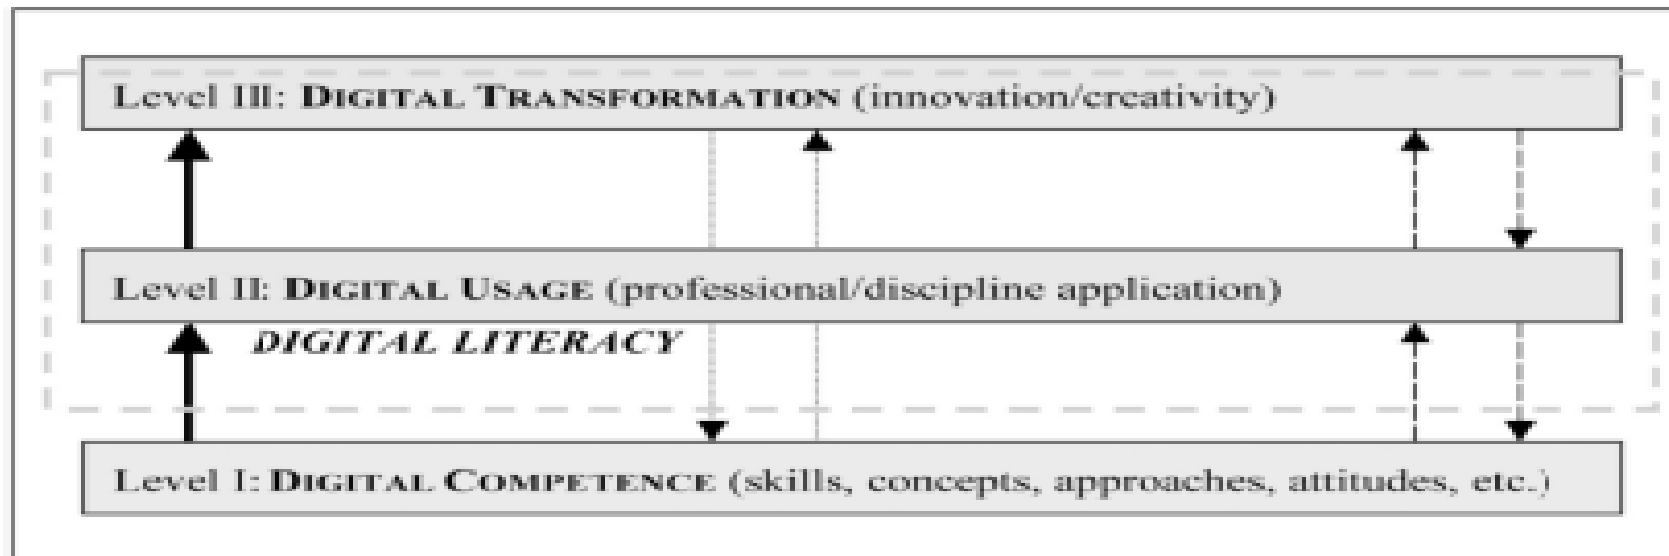 Level III: DIGITAL TRANSFORMATION (innovation/creativity)
Level II: DIGITAL USAGE (professional/discipline application)
DIGITAL LITERACY
Level I: DIGITAL COMPETENCE (skills, concepts, approaches, attitudes, etc.)